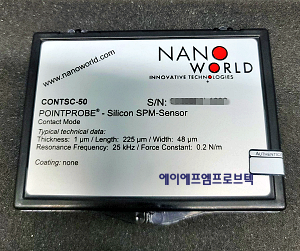 www.nanoworld.com
NANO
WORLD
INNOVATIVE TECHNOLOGIES
CONTSC-50
S/N:
POINTPROBE® - Silicon SPM-Sensor
Contact Mode
Typical technical data:
Thickness: 1 µm / Length: 225 µm / Width: 48 µm
Resonance Frequency: 25 kHz / Force Constant: 0.2 N/m
Coating: none
에이에프엠프로브텍
AUTHENTIC